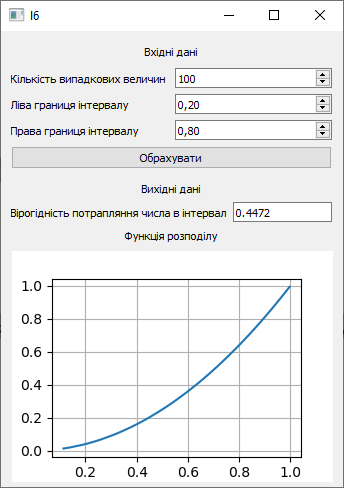 l6
Вхідні дані
Кількість випадкових величин 100
Ліва границя інтервалу 0,20
Права границя інтервалу 0,80
Обрахувати
Вихідні дані
Вірогідність потрапляння числа в інтервал 0.4472
Функція розподілу
1.0
0.8
0.6
0.4
0.2
0.0
0.2 0.4 0.6 0.8 1.0